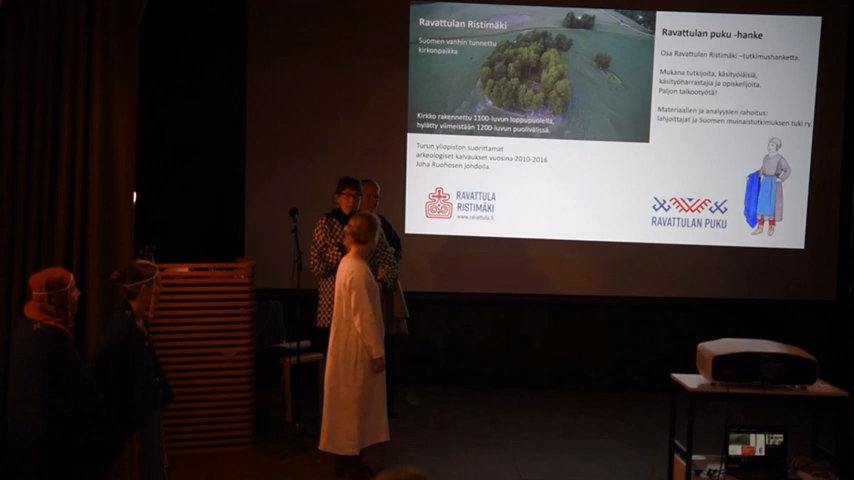 Ravattulan Ristimäki
Suomen vanhin tunnettu
kirkonpaikka
Kirkko rakennettu 1100-luvun loppupuolella,
hylätty viimeistään 1200-luvun puolivälissä.
Turun yliopiston suorittamat
arkeologiset kaivaukset vuosina 2010-2016
Juha Ruohosen johdolla.
RAVATTULA
RISTIMÄKI
www.ravattula.fi
Ravattulan puku -hanke
Osa Ravattulan Ristimäki –tutkimushanketta.
Mukana tutkijoita, käsityöläisiä,
käsityöharrastajia ja opiskelijoita.
Paljon talkootyötä!
Materiaalien ja analyysien rahoitus:
lahjoittajat ja Suomen muinaistutkimuksen tuki ry.
RAVATTULAN PUKU